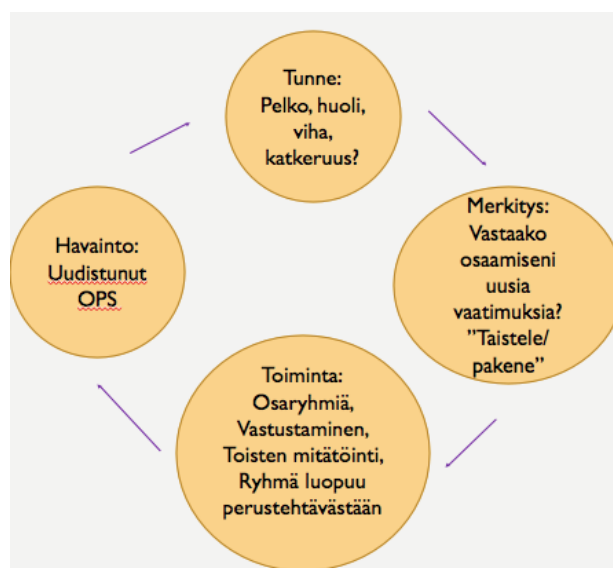 Tunne:
Pelko, huoli,
viha,
katkeruus?
Merkitys:
Vastaako
osaamiseni
uusia
vaatimuksia?
”Taistele/
pakene”
Toiminta:
Osaryhmiä,
Vastustaminen,
Toisten mitätöinti,
Ryhmä luopuu
perustehtävästään
Havainto:
Uudistunut
OPS